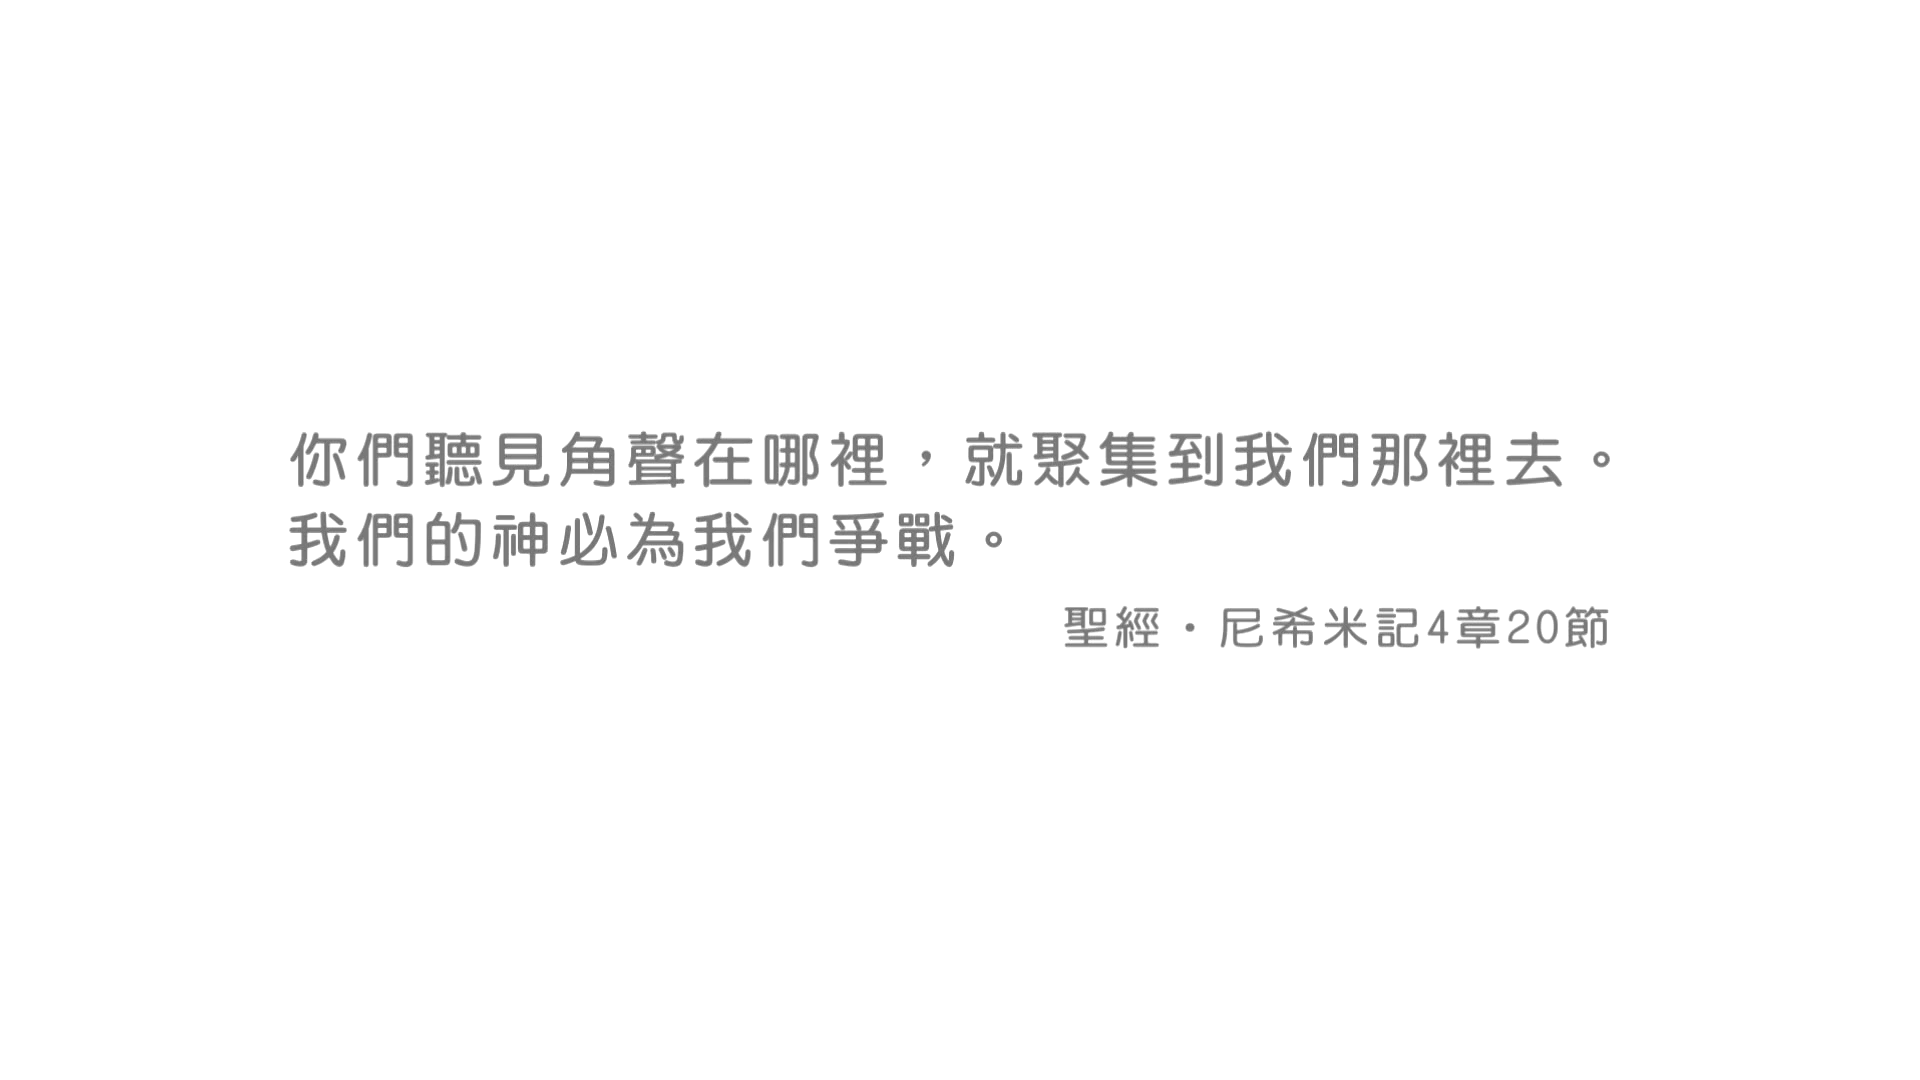 你們聽見角聲在哪裡，就聚集到我們那裡去。
我們的神必為我們爭戰。
聖經・尼希米記4章20節